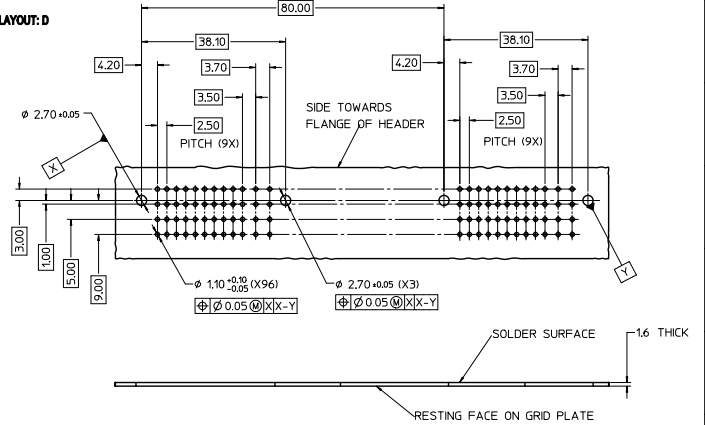 LAYOUT: D
80.00
38.10
38.10
4.20
3.70
4.20
3.70
3.50
3.50
2.50
2.50
PITCH (9X)
PITCH (9X)
SIDE TOWARDS
FLANGE OF HEADER
Ø 2.70 ±0.05
X
3.00
1.00
5.00
9.00
Y
Ø 1.10 +0.10 -0.05 (X96)
⌖ Ø 0.05 Ⓜ X X-Y
Ø 2.70 ±0.05 (X3)
⌖ Ø 0.05 Ⓜ X X-Y
SOLDER SURFACE
1.6 THICK
RESTING FACE ON GRID PLATE